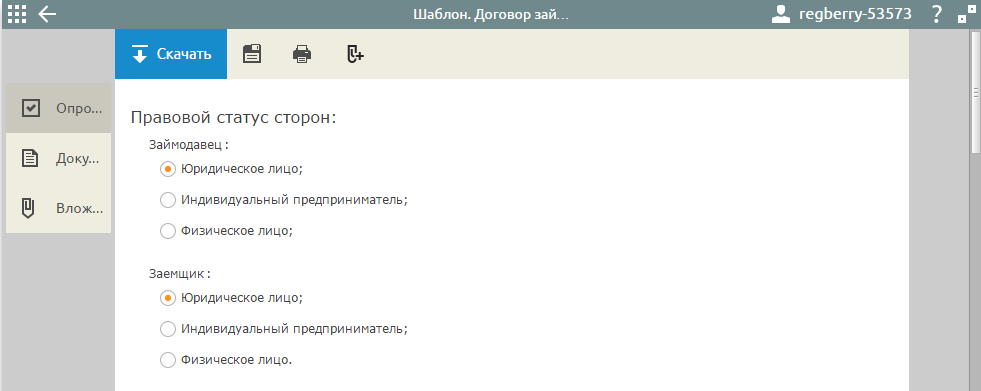 Шаблон. Договор зай...
regberry-53573
?
Скачать
Опро...
Доку...
Влож...
Правовой статус сторон:
Займодавец:
Юридическое лицо;
Индивидуальный предприниматель;
Физическое лицо;
Заемщик:
Юридическое лицо;
Индивидуальный предприниматель;
Физическое лицо.